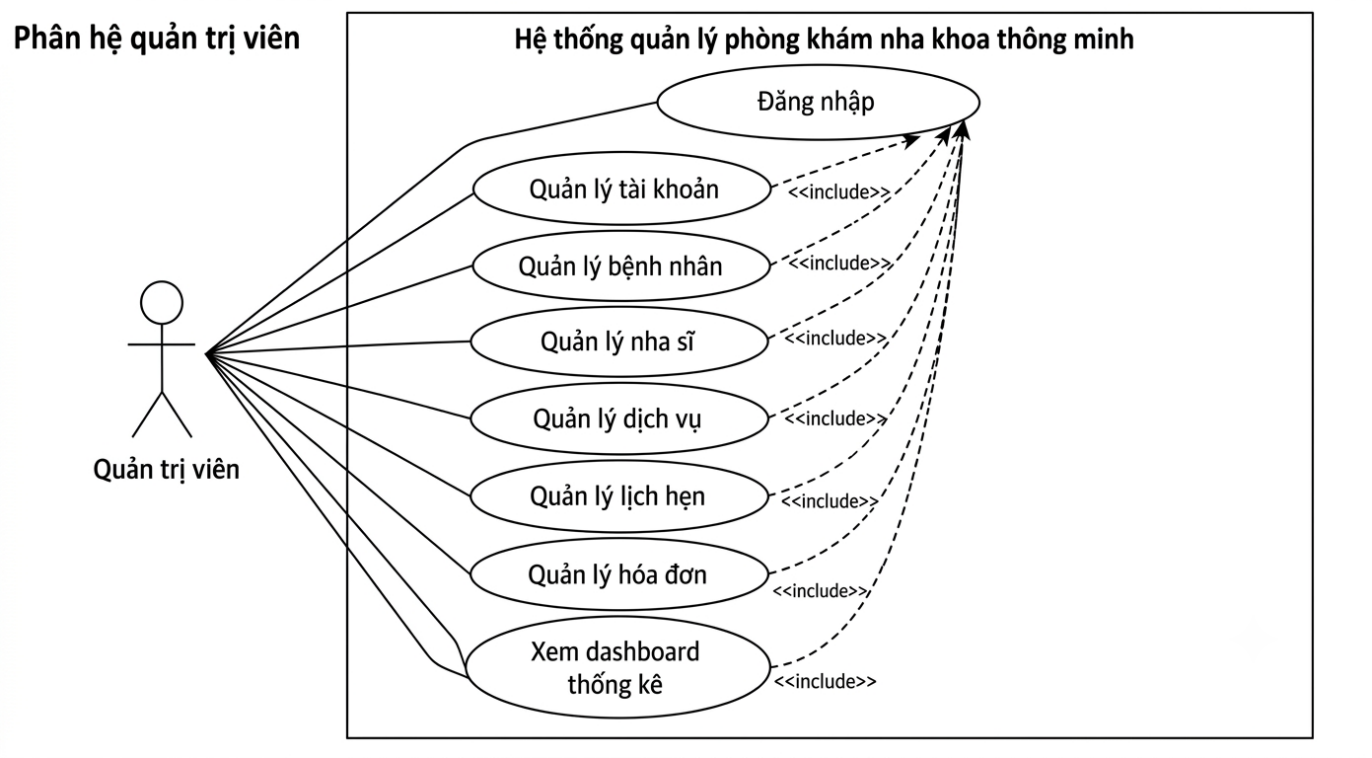 Phân hệ quản trị viên
Hệ thống quản lý phòng khám nha khoa thông minh
Đăng nhập
Quản lý tài khoản
<<include>>
Quản lý bệnh nhân
<<include>>
Quản lý nha sĩ
<<include>>
Quản lý dịch vụ
<<include>>
Quản trị viên
Quản lý lịch hẹn
<<include>>
Quản lý hóa đơn
<<include>>
Xem dashboard
thống kê
<<include>>